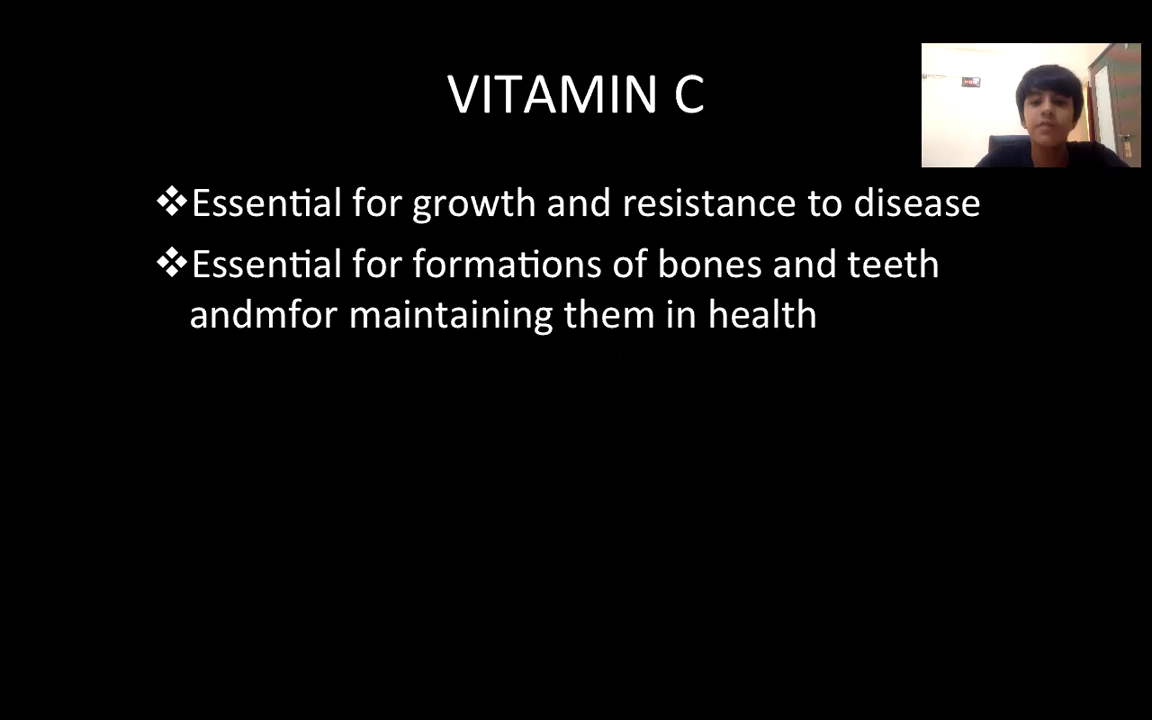 VITAMIN C
❖Essential for growth and resistance to disease
❖Essential for formations of bones and teeth
andmfor maintaining them in health